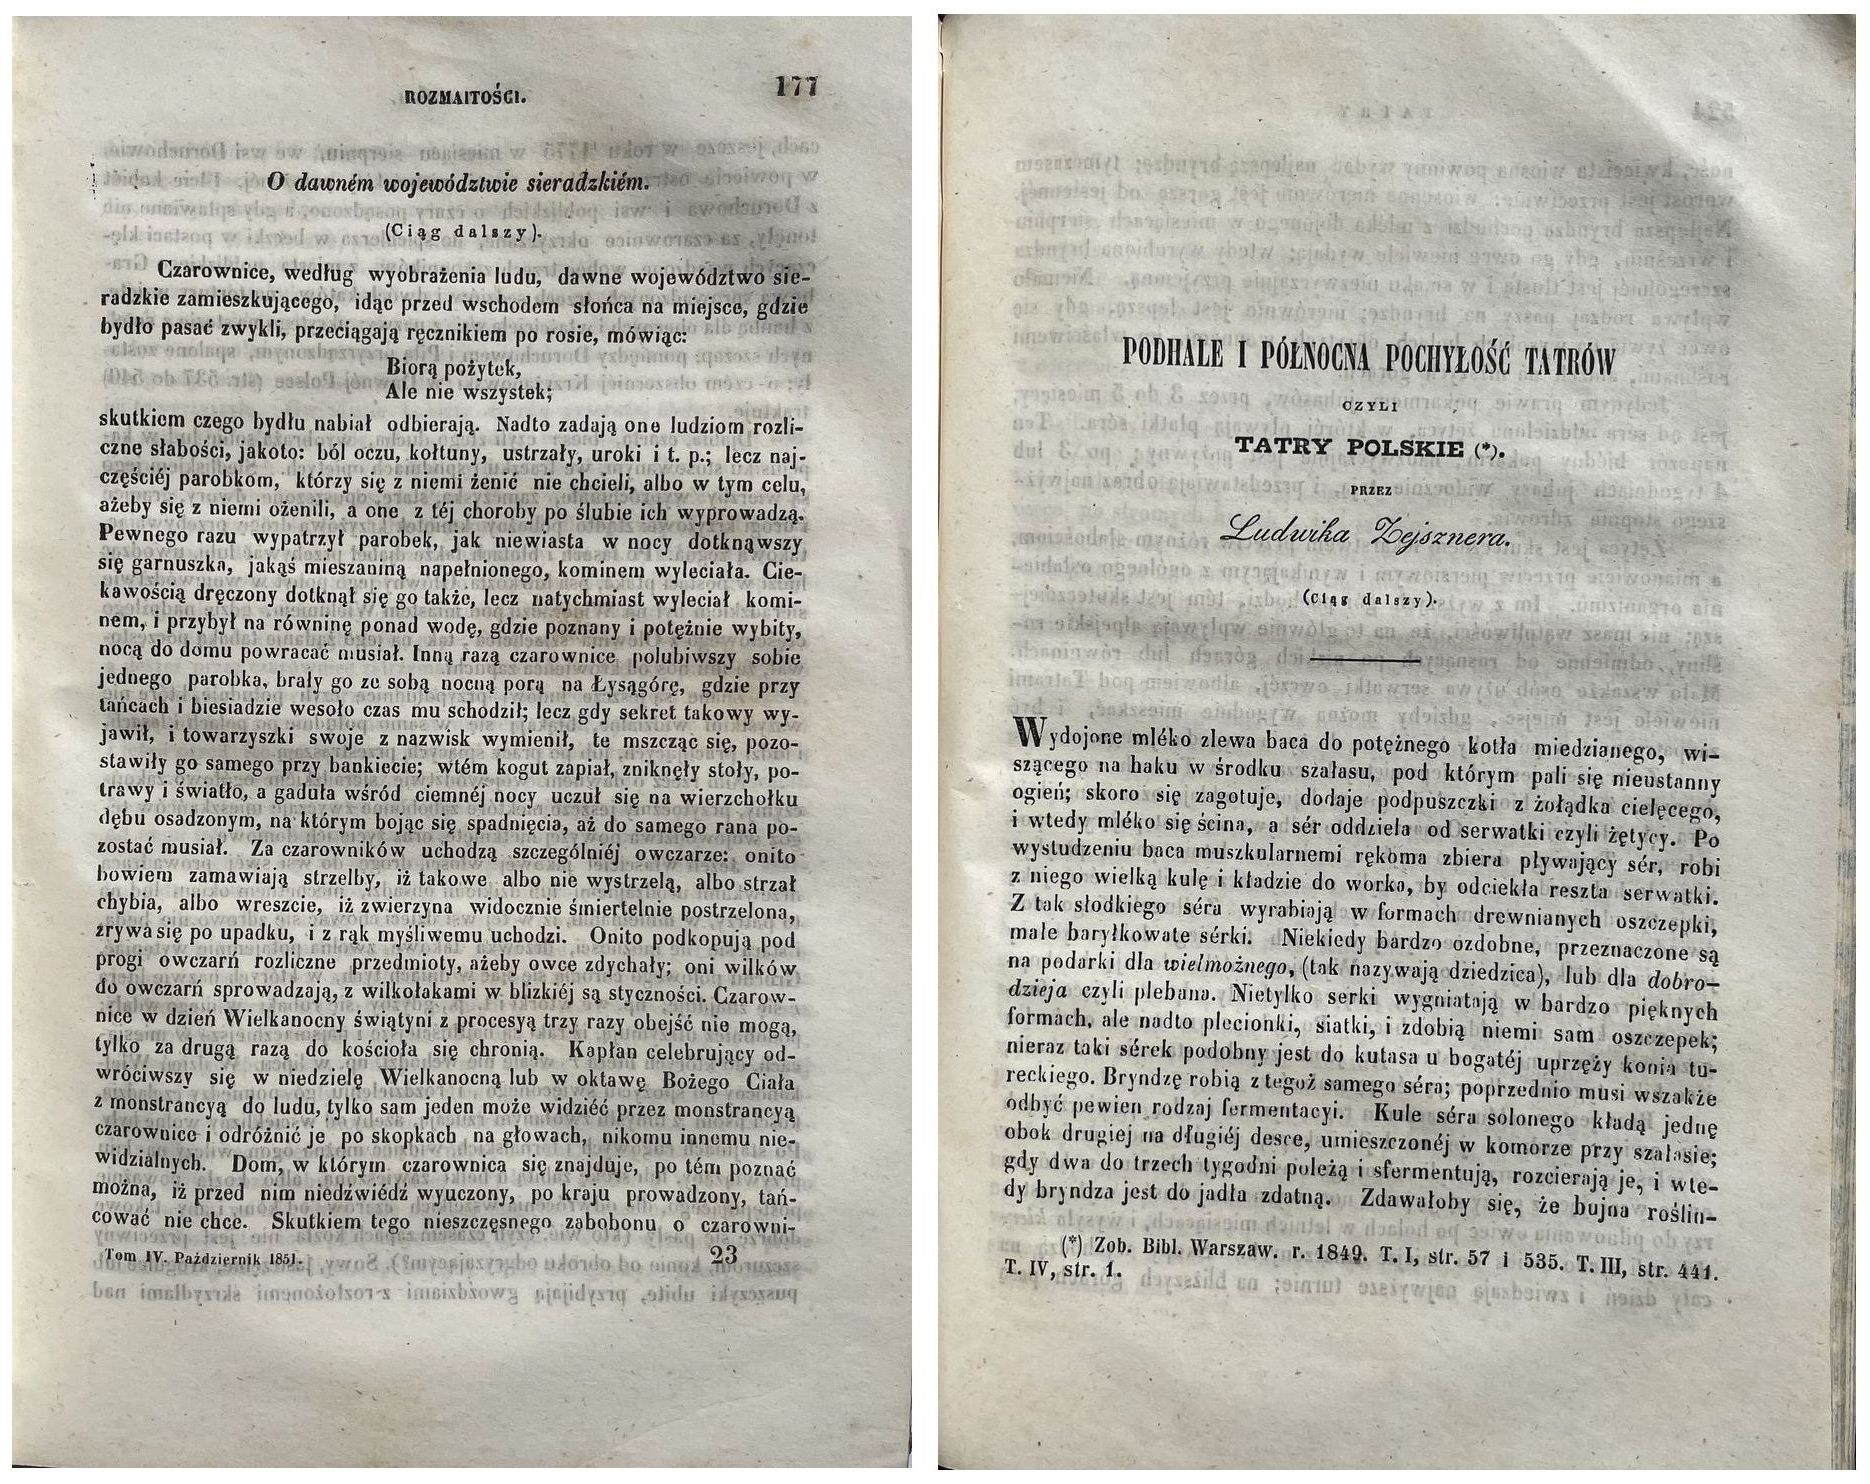 ROZMAITOŚCI.
177
O dawném województwie sieradzkiém.
(Ciąg dalszy).
Czarownice, według wyobrażenia ludu, dawne województwo sie-
radzkie zamieszkującego, idąc przed wschodem słońca na miejsce, gdzie
bydło pasać zwykli, przeciągają ręcznikiem po rosie, mówiąc:
Biorą pożytek,
Ale nie wszystek;
skutkiem czego bydłu nabiał odbierają. Nadto zadają one ludziom rozli-
czne słabości, jakoto: ból oczu, kołtuny, ustrzały, uroki i t. p.; lecz naj-
częściéj parobkom, którzy się z niemi żenić nie chcieli, albo w tym celu,
ażeby się z niemi ożenili, a one z téj choroby po ślubie ich wyprowadzą.
Pewnego razu wypatrzył parobek, jak niewiasta w nocy dotknąwszy
się garnuszka, jakąś mieszaniną napełnionego, kominem wyleciała. Cie-
kawością dręczony dotknął się go także, lecz natychmiast wyleciał komi-
nem, i przybył na równinę ponad wodę, gdzie poznany i potężnie wybity,
nocą do domu powracać musiał. Inną razą czarownice polubiwszy sobie
jednego parobka, brały go ze sobą nocną porą na Łysągórę, gdzie przy
tańcach i biesiadzie wesoło czas mu schodził; lecz gdy sekret takowy wy-
jawił, i towarzyszki swoje z nazwisk wymienił, te mszcząc się, pozo-
stawiły go samego przy bankiecie; wtém kogut zapiał, zniknęły stoły, po-
trawy i światło, a gaduła wśród ciemnéj nocy uczuł się na wierzchołku
dębu osadzonym, na którym bojąc się spadnięcia, aż do samego rana po-
zostać musiał. Za czarowników uchodzą szczególniéj owczarze: onito
bowiem zamawiają strzelby, iż takowe albo nie wystrzelą, albo strzał
chybia, albo wreszcie, iż zwierzyna widocznie śmiertelnie postrzelona,
zrywa się po upadku, i z rąk myśliwemu uchodzi. Onito podkopują pod
progi owczarń rozliczne przedmioty, ażeby owce zdychały; oni wilków
do owczarń sprowadzają, z wilkołakami w blizkiéj są styczności. Czarow-
nice w dzień Wielkanocny świątyni z procesyą trzy razy obejść nie mogą,
tylko za drugą razą do kościoła się chronią. Kapłan celebrujący od-
wróciwszy się w niedzielę Wielkanocną lub w oktawę Bożego Ciała
z monstrancyą do ludu, tylko sam jeden może widziéć przez monstrancyą
czarownice i odróżnić je po skopkach na głowach, nikomu innemu nie-
widzialnych. Dom, w którym czarownica się znajduje, po tém poznać
można, iż przed nim niedźwiédź wyuczony, po kraju prowadzony, tań-
cować nie chce. Skutkiem tego nieszczęsnego zabobonu o czarowni-
Tom IV. Październik 1851.
23
PODHALE I PÓŁNOCNA POCHYŁOŚĆ TATRÓW
CZYLI
TATRY POLSKIE (*).
PRZEZ
Ludwika Zejsznera.
(Ciąg dalszy).
Wydojone mléko zlewa baca do potężnego kotła miedzianego, wi-
szącego na haku w środku szałasu, pod którym pali się nieustanny
ogień; skoro się zagotuje, dodaje podpuszczki z żołądka cielęcego,
i wtedy mléko się ścina, a sér oddziela od serwatki czyli żętycy. Po
wystudzeniu baca muszkularnemi rękoma zbiera pływający sér, robi
z niego wielką kulę i kładzie do worka, by odciekła reszta serwatki.
Z tak słodkiego séra wyrabiają w formach drewnianych oszczepki,
małe baryłkowate sérki. Niekiedy bardzo ozdobne, przeznaczone są
na podarki dla wielmożnego, (tak nazywają dziedzica), lub dla dobro-
dzieja czyli plebana. Nietylko serki wygniatają w bardzo pięknych
formach, ale nadto plecionki, siatki, i zdobią niemi sam oszczepek;
nieraz taki sérek podobny jest do kutasa u bogatéj uprzęży konia tu-
reckiego. Bryndzę robią z tegoż samego séra; poprzednio musi wszakże
odbyć pewien rodzaj fermentacyi. Kule séra solonego kładą jednę
obok drugiej na długiéj desce, umieszczonéj w komorze przy szałasie;
gdy dwa do trzech tygodni poleżą i sfermentują, rozcierają je, i wte-
dy bryndza jest do jadła zdatną. Zdawałoby się, że bujna roślin-
(*) Zob. Bibl. Warszaw. r. 1849. T. I, str. 57 i 535. T. III, str. 441.
T. IV, str. 1.